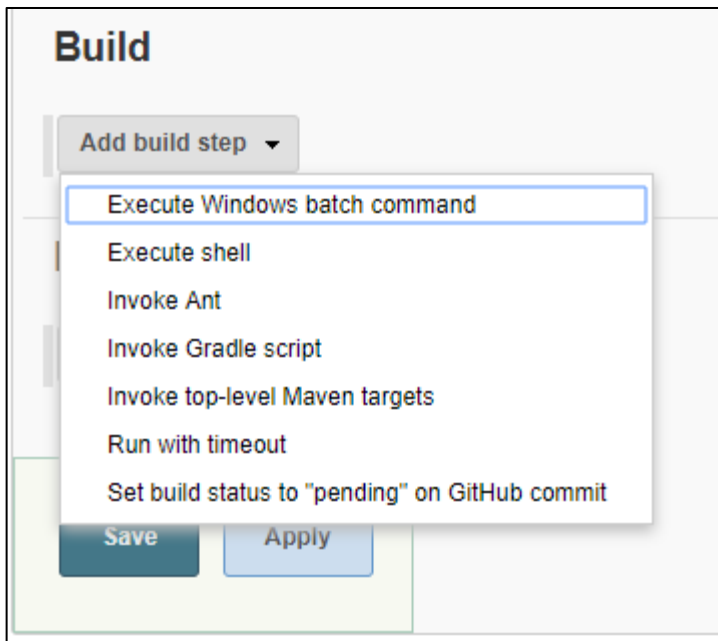 Build
Add build step
Execute Windows batch command
Execute shell
Invoke Ant
Invoke Gradle script
Invoke top-level Maven targets
Run with timeout
Set build status to "pending" on GitHub commit
Save
Apply